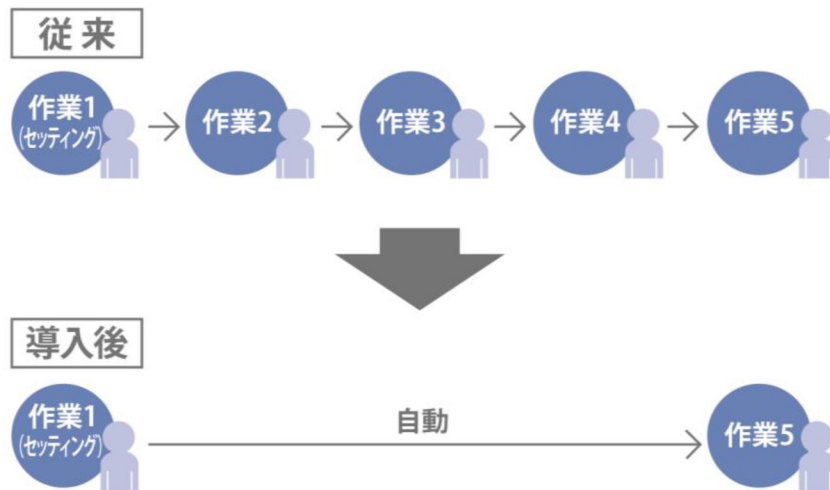 従来
作業1
(セッティング)
作業2
作業3
作業4
作業5
導入後
作業1
(セッティング)
自動
作業5